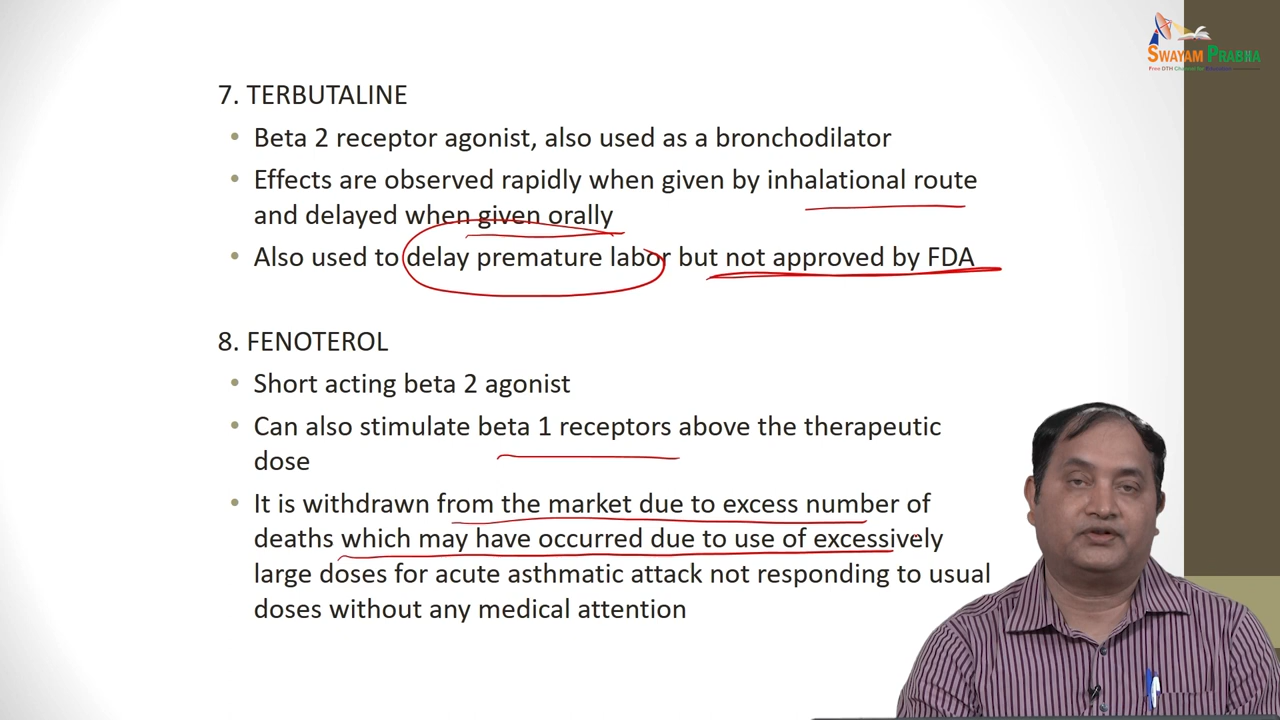 SWAYAM PRABHA
7. TERBUTALINE
• Beta 2 receptor agonist, also used as a bronchodilator
• Effects are observed rapidly when given by inhalational route
and delayed when given orally
• Also used to delay premature labor but not approved by FDA
8. FENOTEROL
• Short acting beta 2 agonist
• Can also stimulate beta 1 receptors above the therapeutic
dose
• It is withdrawn from the market due to excess number of
deaths which may have occurred due to use of excessively
large doses for acute asthmatic attack not responding to usual
doses without any medical attention